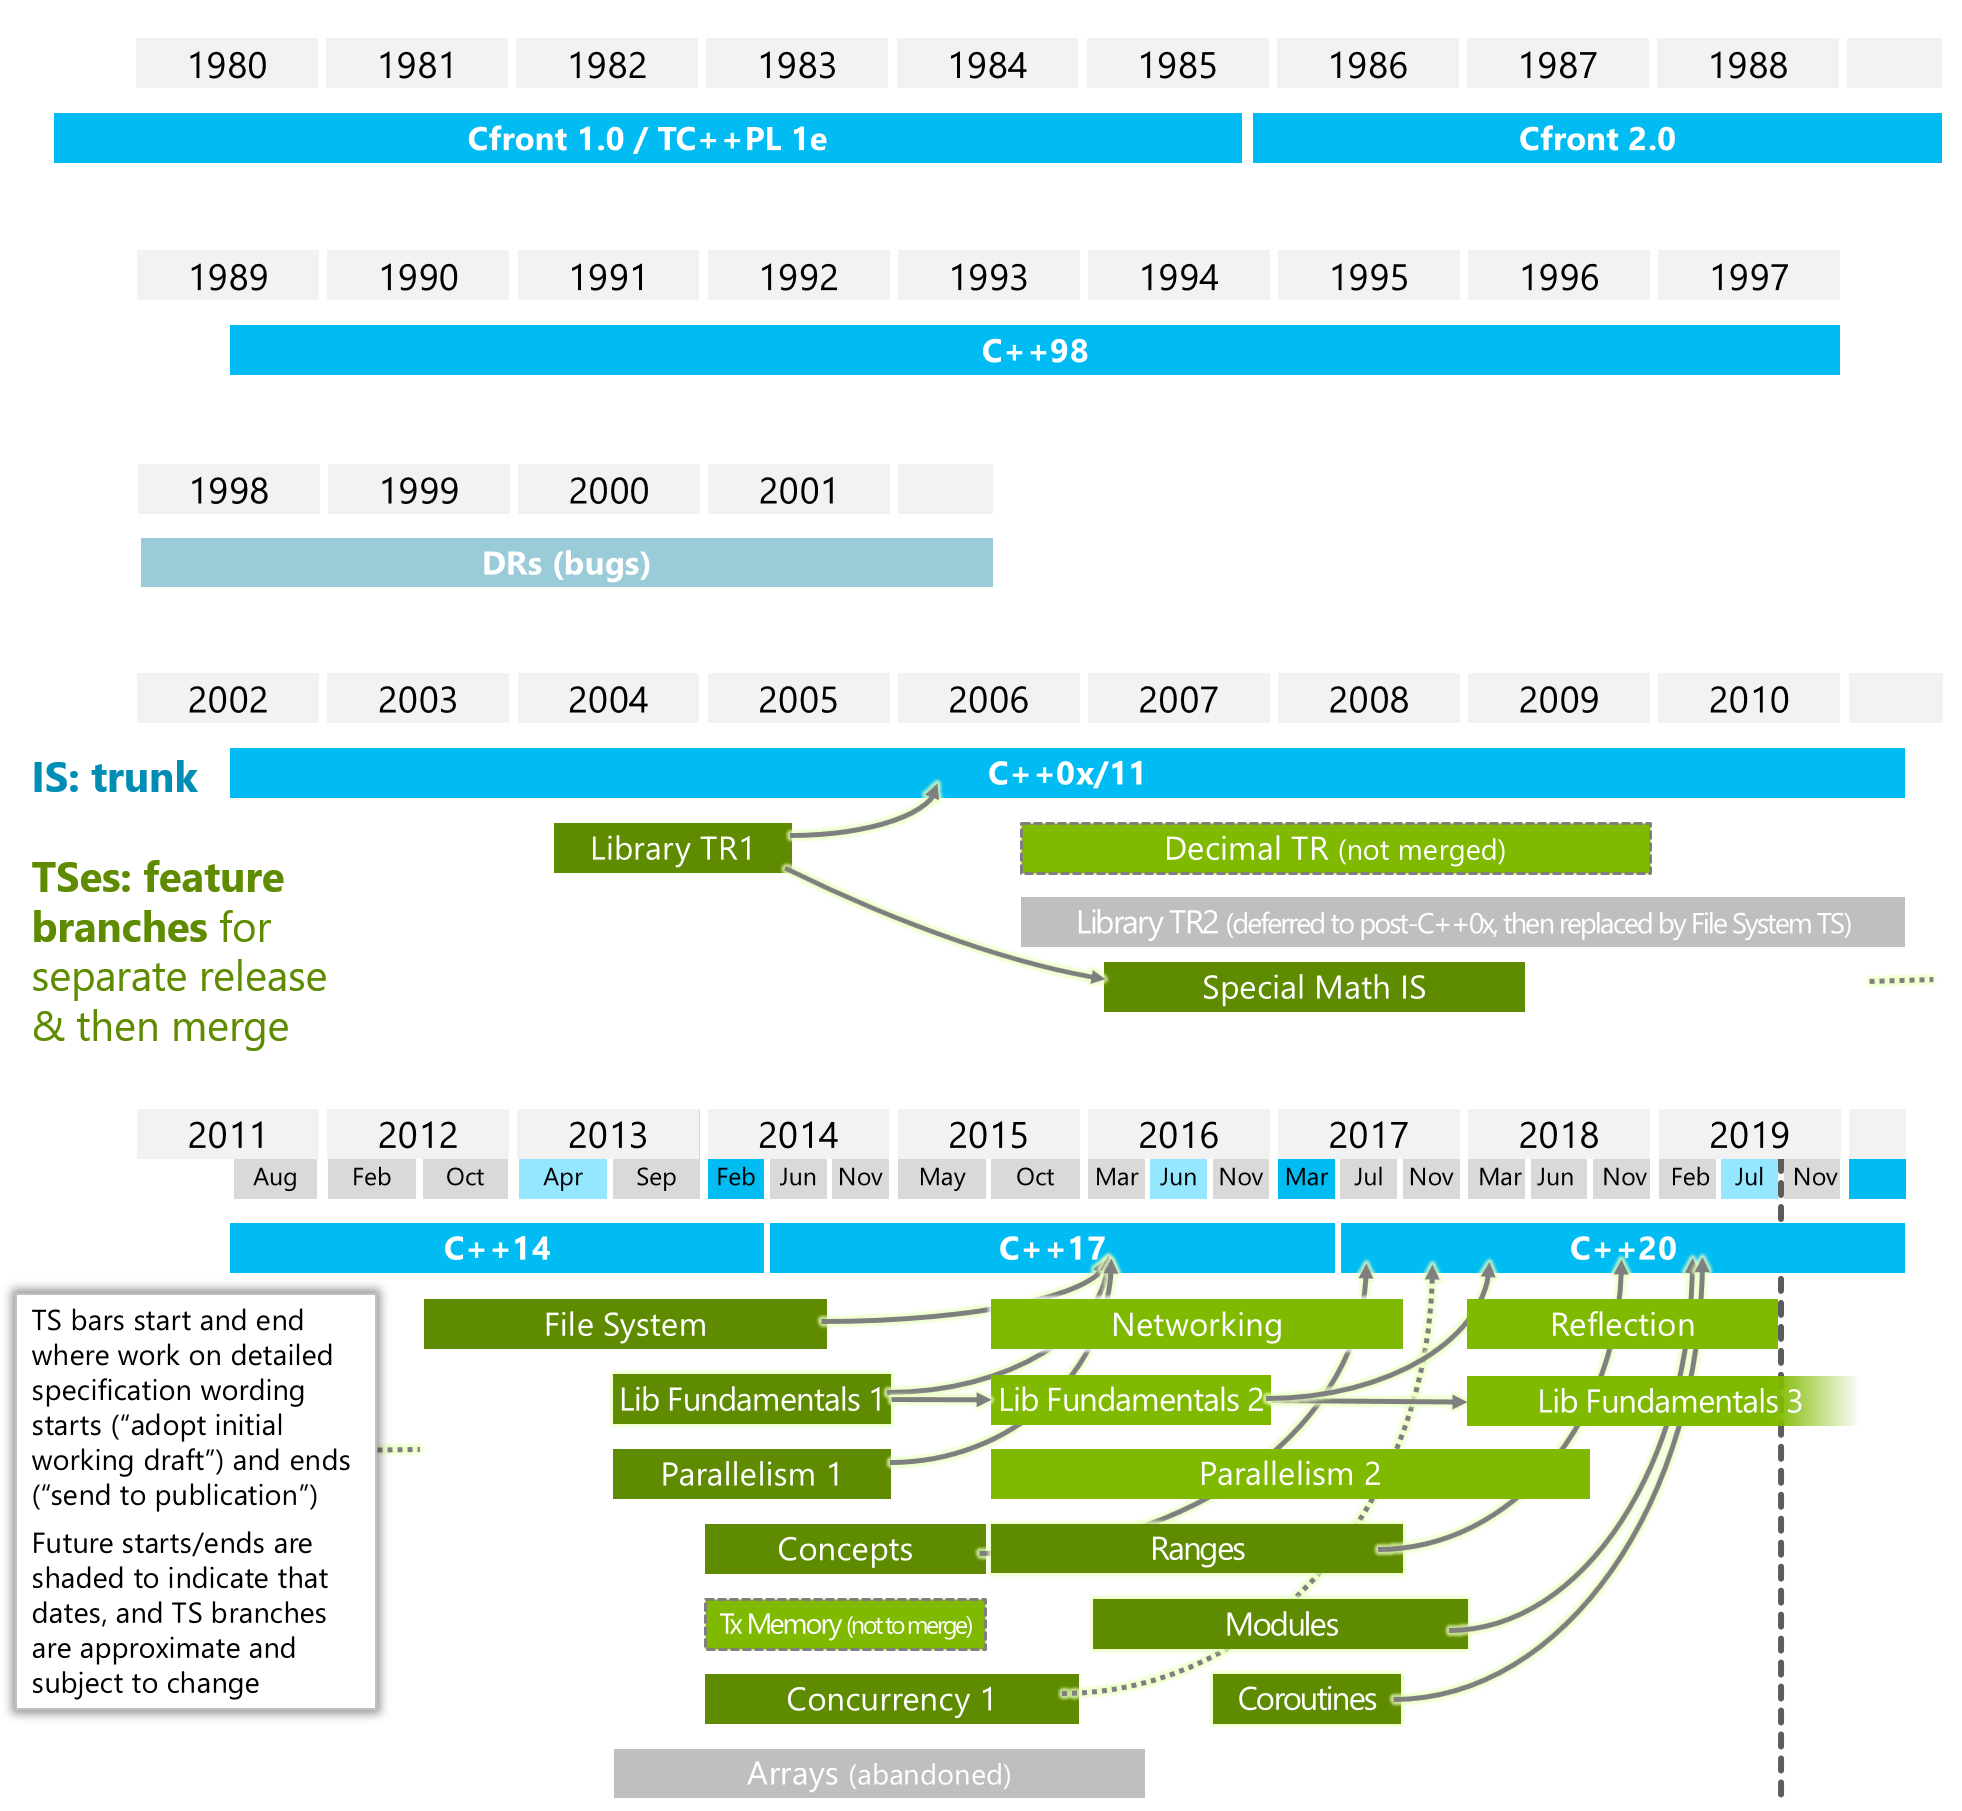 1980 1981 1982 1983 1984 1985 1986 1987 1988
Cfront 1.0 / TC++PL 1e Cfront 2.0
1989 1990 1991 1992 1993 1994 1995 1996 1997
C++98
1998 1999 2000 2001
DRs (bugs)
2002 2003 2004 2005 2006 2007 2008 2009 2010
IS: trunk
C++0x/11
Library TR1
Decimal TR (not merged)
Library TR2 (deferred to post-C++0x, then replaced by File System TS)
Special Math IS
TSes: feature
branches for
separate release
& then merge
2011 2012 2013 2014 2015 2016 2017 2018 2019
Aug Feb Oct Apr Sep Feb Jun Nov May Oct Mar Jun Nov Mar Jul Nov Mar Jun Nov Feb Jul Nov
C++14 C++17 C++20
TS bars start and end
where work on detailed
specification wording
starts (“adopt initial
working draft”) and ends
(“send to publication”)
Future starts/ends are
shaded to indicate that
dates, and TS branches
are approximate and
subject to change
File System Networking Reflection
Lib Fundamentals 1 Lib Fundamentals 2 Lib Fundamentals 3
Parallelism 1 Parallelism 2
Concepts Ranges
Tx Memory (not to merge) Modules
Concurrency 1 Coroutines
Arrays (abandoned)